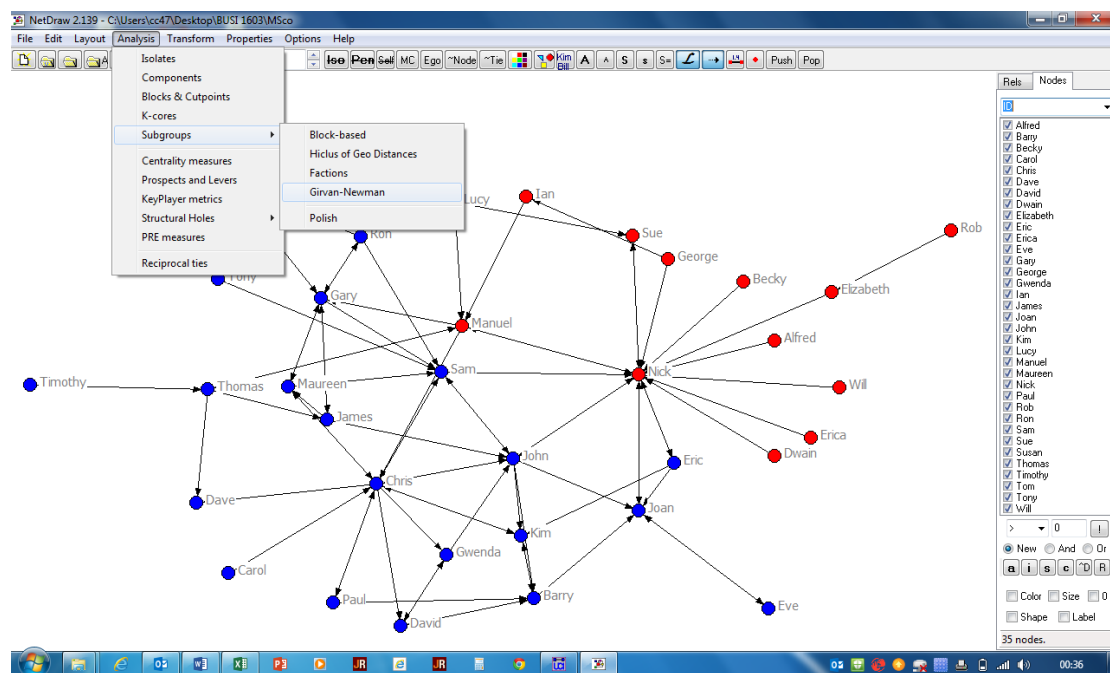 NetDraw 2.139 - C:\Users\cc47\Desktop\BUSI 1603\MSco
File Edit Layout Analysis Transform Properties Options Help
Iso Pen Self MC Ego ~Node ~Tie Kim Bill A A S s S= L Push Pop
Isolates
Components
Blocks & Cutpoints
K-cores
Subgroups
Centrality measures
Prospects and Levers
KeyPlayer metrics
Structural Holes
PRE measures
Reciprocal ties
Block-based
Hiclus of Geo Distances
Factions
Girvan-Newman
Polish
Lucy
Ian
Sue
Rob
Ron
George
Becky
Tony
Elizabeth
Gary
Manuel
Alfred
Sam
Nick
Timothy
Thomas
Maureen
Will
James
Erica
John
Eric
Dwain
Chris
Dave
Joan
Kim
Gwenda
Carol
Paul
Barry
Eve
David
Rels Nodes
ID
Alfred
Barry
Becky
Carol
Chris
Dave
David
Dwain
Elizabeth
Eric
Erica
Eve
Gary
George
Gwenda
Ian
James
Joan
John
Kim
Lucy
Manuel
Maureen
Nick
Paul
Rob
Ron
Sam
Sue
Susan
Thomas
Timothy
Tom
Tony
Will
> 0 !
New And Or
a i s c ~D R
Color Size 0
Shape Label
35 nodes.
JR JR
00:36